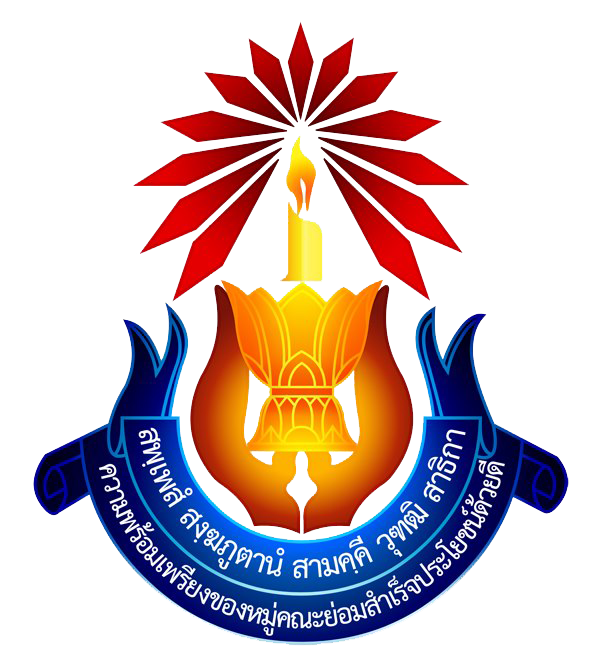 สพฺเพสํ สงฺฆภูตานํ สามคฺคี วุฑฺฒิ สาธิกา
ความพร้อมเพรียงของหมู่คณะย่อมสำเร็จประโยชน์ด้วยดี